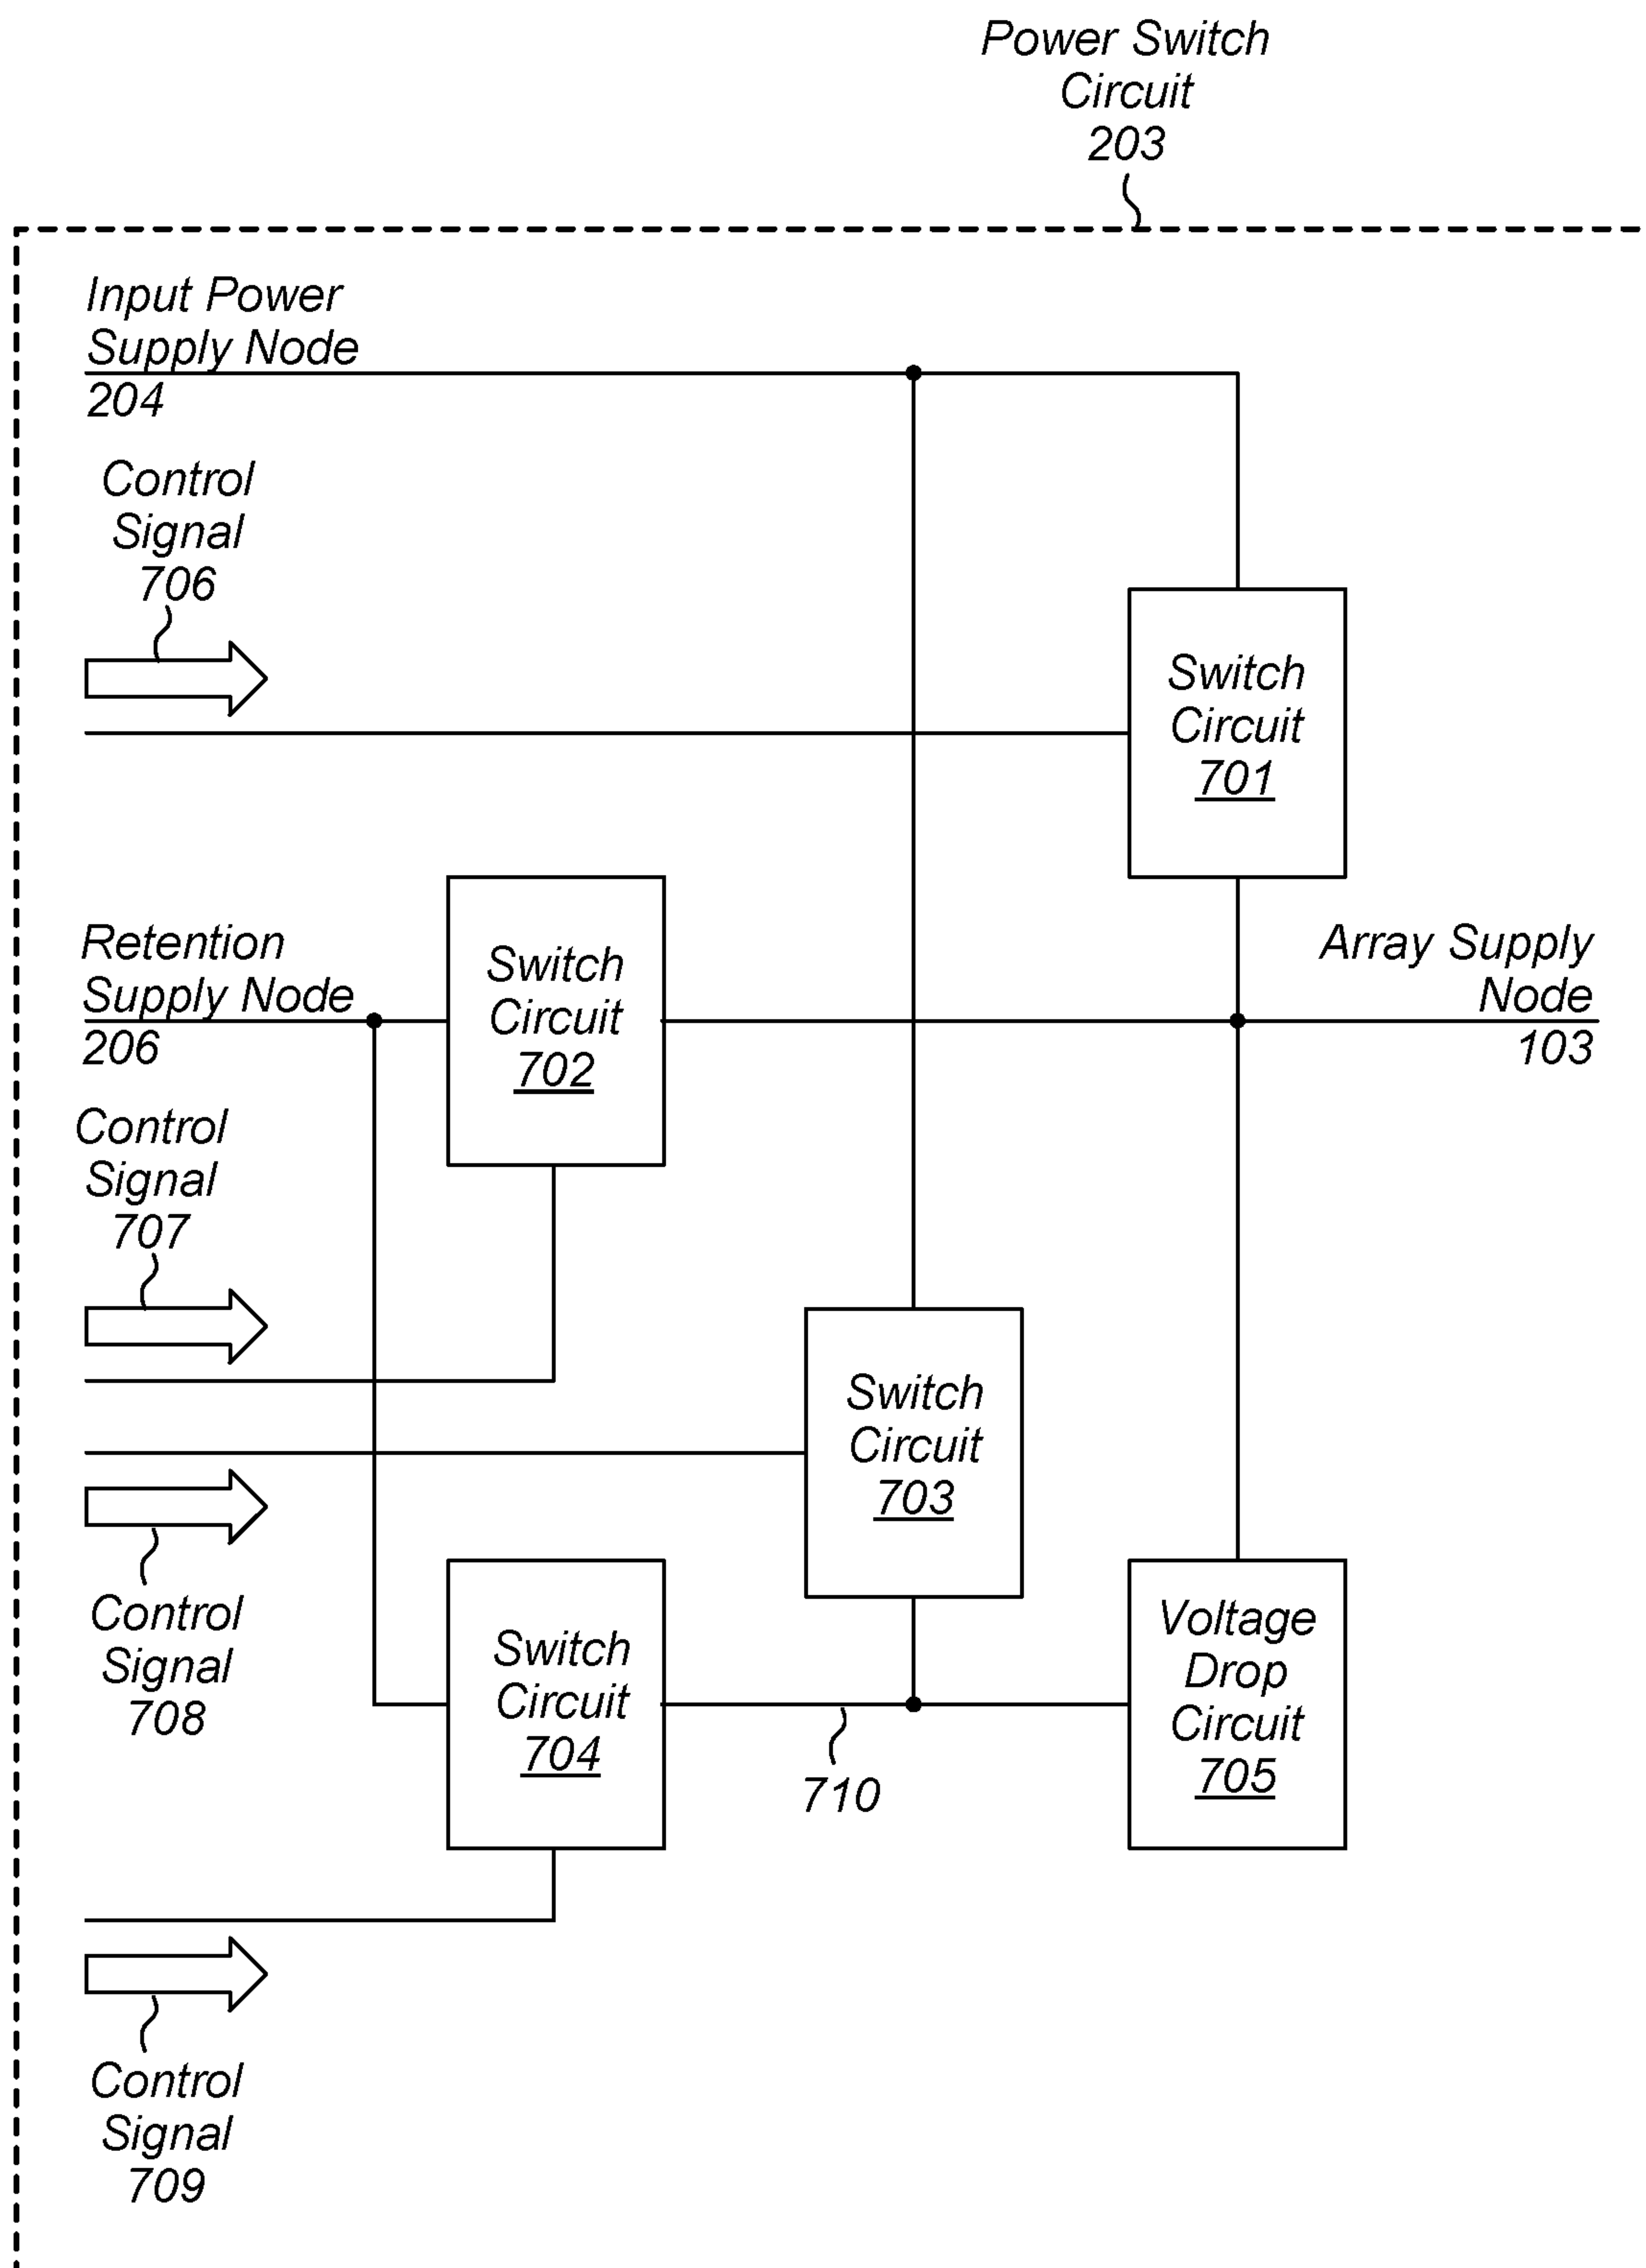 Power Switch
Circuit
203
Input Power
Supply Node
204
Control
Signal
706
Switch
Circuit
701
Retention
Supply Node
206
Switch
Circuit
702
Array Supply
Node
103
Control
Signal
707
Switch
Circuit
703
Control
Signal
708
Switch
Circuit
704
710
Voltage
Drop
Circuit
705
Control
Signal
709